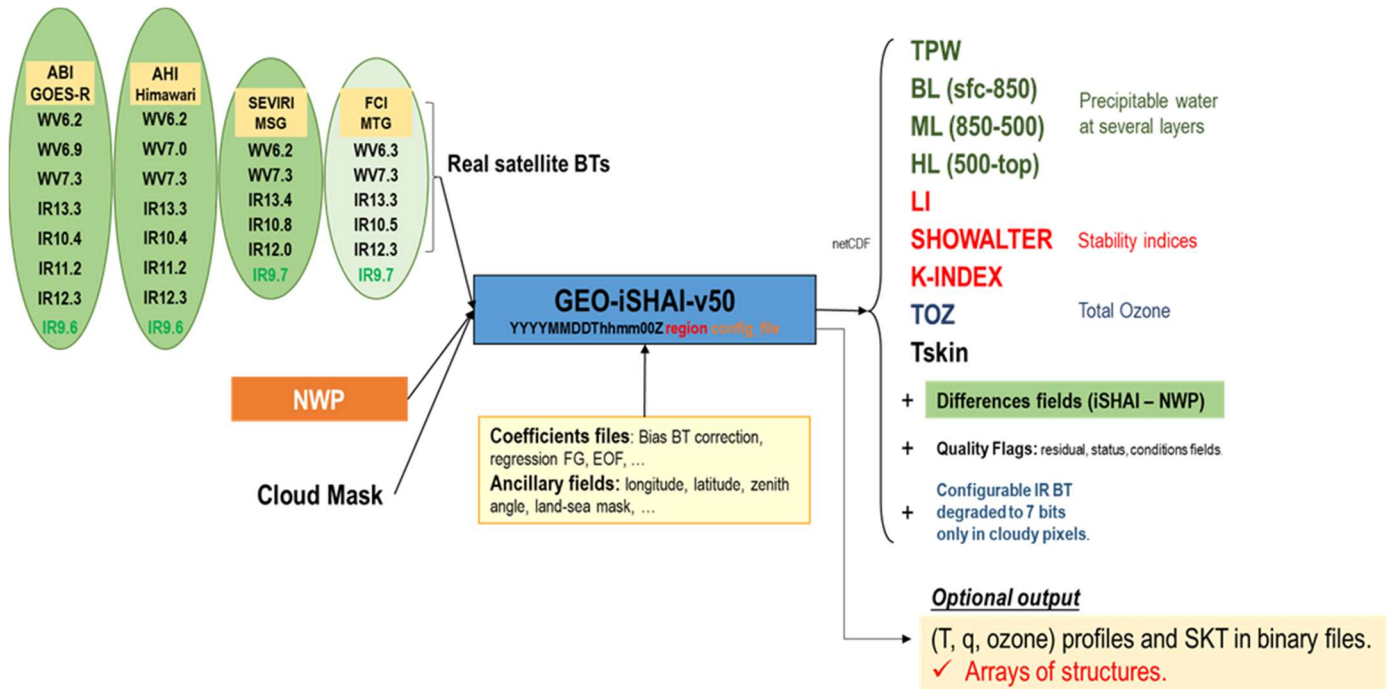 ABI
GOES-R
WV6.2
WV6.9
WV7.3
IR13.3
IR10.4
IR11.2
IR12.3
IR9.6
AHI
Himawari
WV6.2
WV7.0
WV7.3
IR13.3
IR10.4
IR11.2
IR12.3
IR9.6
SEVIRI
MSG
WV6.2
WV7.3
IR13.4
IR10.8
IR12.0
IR9.7
FCI
MTG
WV6.3
WV7.3
IR13.3
IR10.5
IR12.3
IR9.7
Real satellite BTs
NWP
Cloud Mask
GEO-iSHAI-v50
YYYYMMDDThhmm00Z region config_file
Coefficients files: Bias BT correction,
regression FG, EOF, ...
Ancillary fields: longitude, latitude, zenith
angle, land-sea mask, ...
netCDF
TPW
BL (sfc-850)
ML (850-500)
HL (500-top)
Precipitable water
at several layers
LI
SHOWALTER
K-INDEX
Stability indices
TOZ
Total Ozone
Tskin
+ Differences fields (iSHAI – NWP)
+ Quality Flags: residual, status, conditions fields.
+ Configurable IR BT
degraded to 7 bits
only in cloudy pixels.
Optional output
(T, q, ozone) profiles and SKT in binary files.
✓ Arrays of structures.